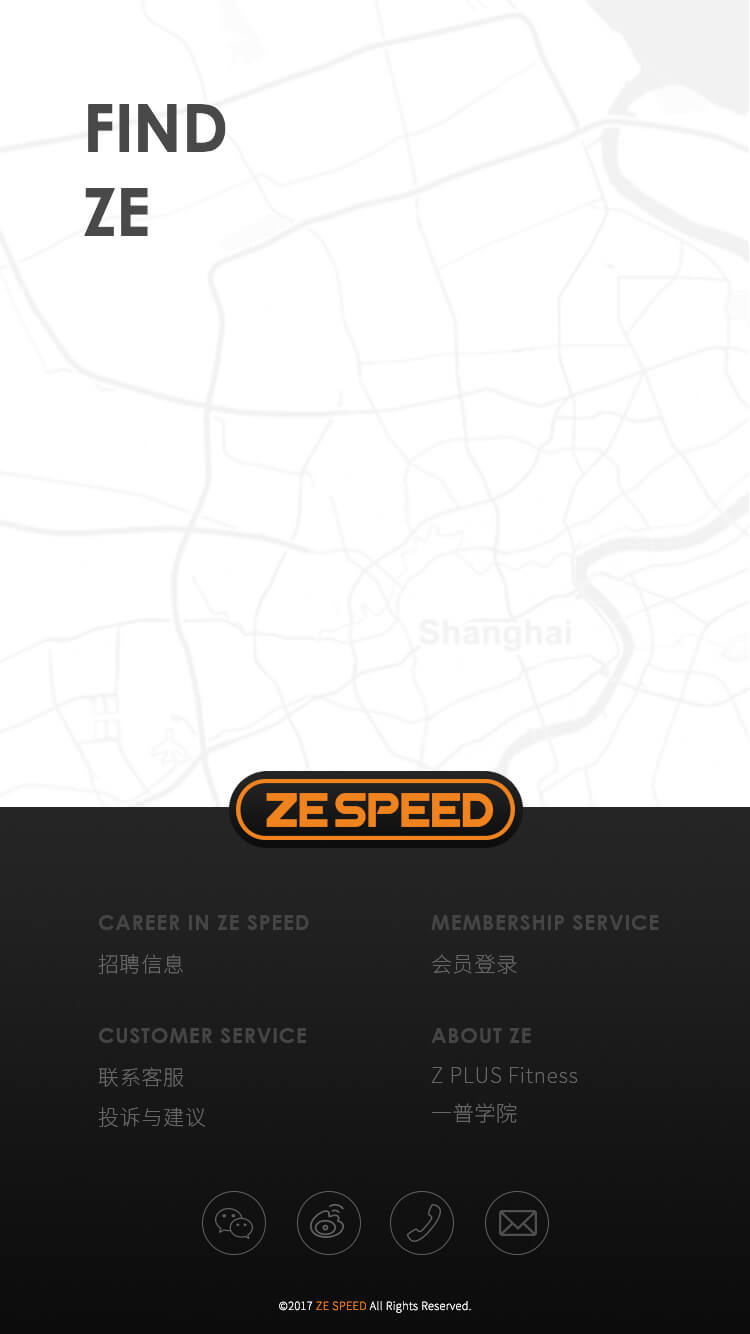 FIND
ZE
Shanghai
ZE SPEED
CAREER IN ZE SPEED
招聘信息
MEMBERSHIP SERVICE
会员登录
CUSTOMER SERVICE
联系客服
投诉与建议
ABOUT ZE
Z PLUS Fitness
一普学院
©2017 ZE SPEED All Rights Reserved.